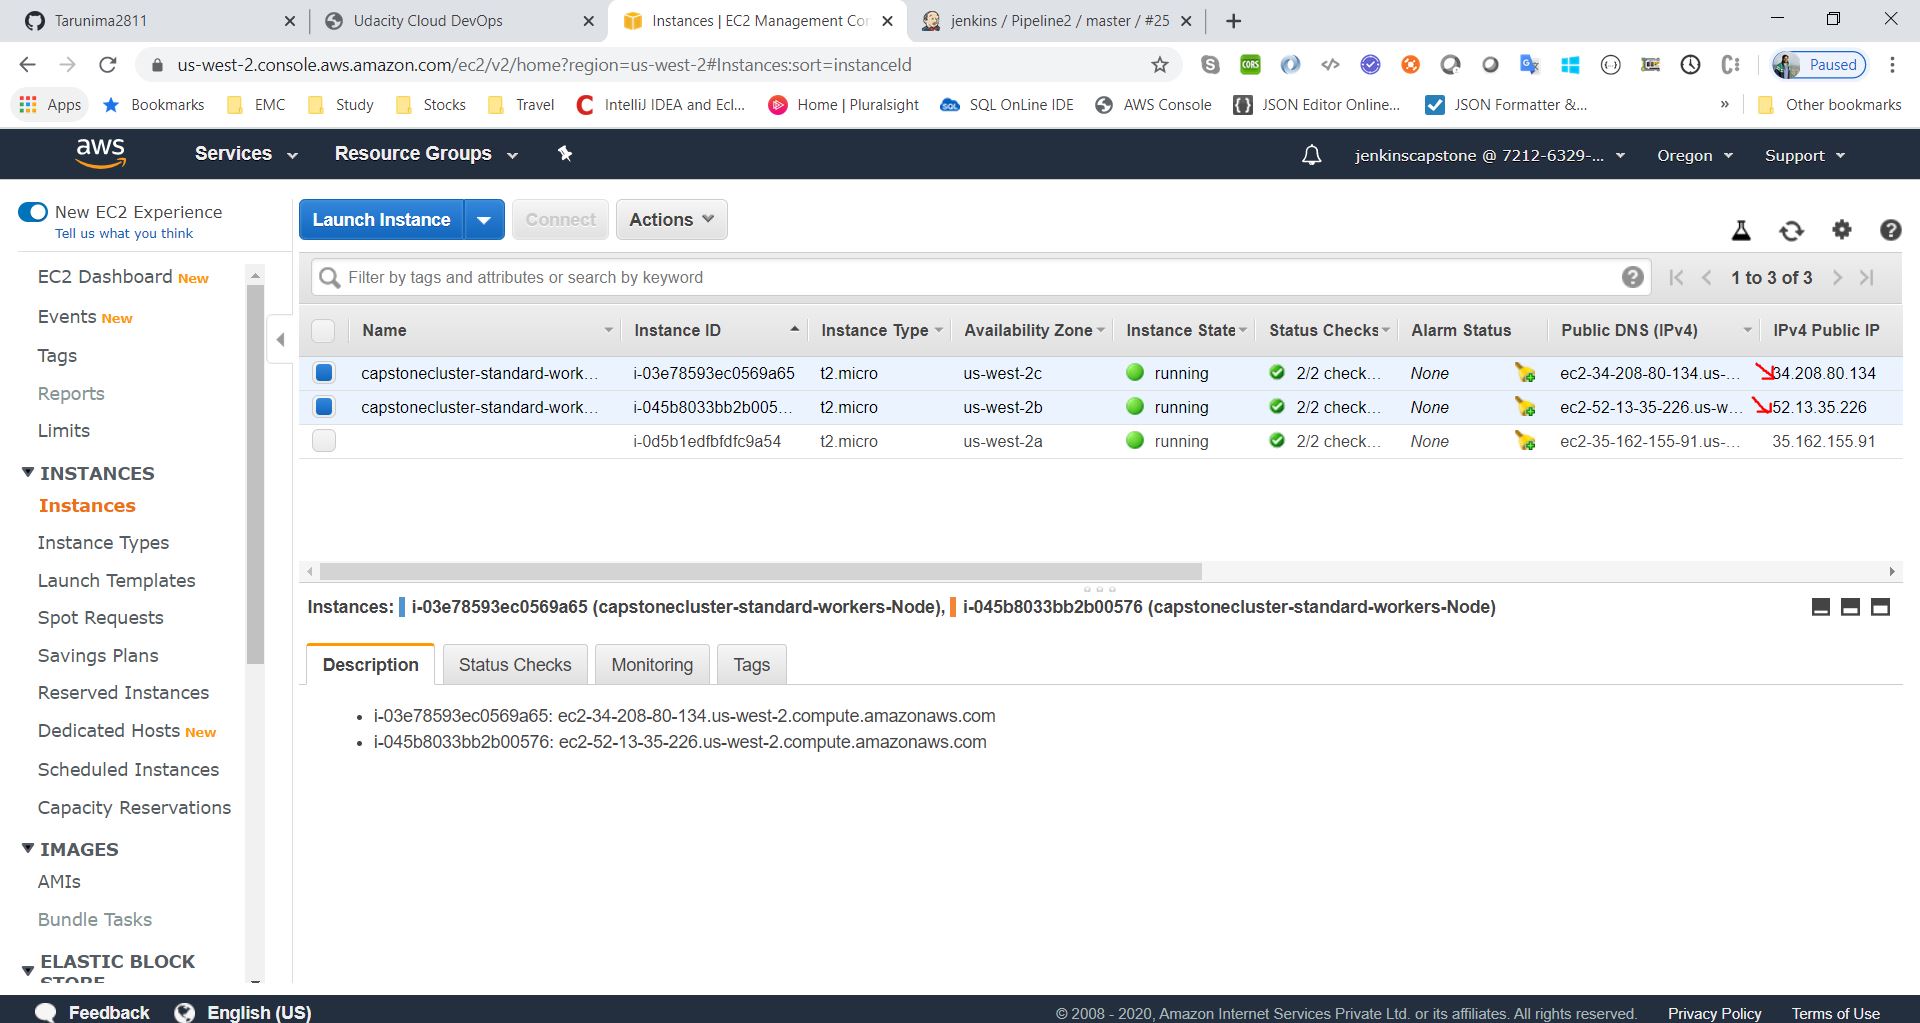 Tarunima2811
Udacity Cloud DevOps
Instances | EC2 Management Con
jenkins / Pipeline2 / master / #25
us-west-2.console.aws.amazon.com/ec2/v2/home?region=us-west-2#Instances:sort=instanceId
CORS
Paused
Apps
Bookmarks
EMC
Study
Stocks
Travel
IntelliJ IDEA and Ecl...
Home | Pluralsight
SQL OnLine IDE
AWS Console
JSON Editor Online...
JSON Formatter &...
»
Other bookmarks
aws
Services
Resource Groups
jenkinscapstone @ 7212-6329-...
Oregon
Support
New EC2 Experience
Tell us what you think
EC2 Dashboard New
Events New
Tags
Reports
Limits
INSTANCES
Instances
Instance Types
Launch Templates
Spot Requests
Savings Plans
Reserved Instances
Dedicated Hosts New
Scheduled Instances
Capacity Reservations
IMAGES
AMIs
Bundle Tasks
ELASTIC BLOCK
STORE
Launch Instance
Connect
Actions
Filter by tags and attributes or search by keyword
1 to 3 of 3
Name Instance ID Instance Type Availability Zone Instance State Status Checks Alarm Status Public DNS (IPv4) IPv4 Public IP
capstonecluster-standard-work... i-03e78593ec0569a65 t2.micro us-west-2c running 2/2 check... None ec2-34-208-80-134.us-... 34.208.80.134
capstonecluster-standard-work... i-045b8033bb2b005... t2.micro us-west-2b running 2/2 check... None ec2-52-13-35-226.us-w... 52.13.35.226
i-0d5b1edfbfdfc9a54 t2.micro us-west-2a running 2/2 check... None ec2-35-162-155-91.us-... 35.162.155.91
Instances: i-03e78593ec0569a65 (capstonecluster-standard-workers-Node), i-045b8033bb2b00576 (capstonecluster-standard-workers-Node)
Description
Status Checks
Monitoring
Tags
• i-03e78593ec0569a65: ec2-34-208-80-134.us-west-2.compute.amazonaws.com
• i-045b8033bb2b00576: ec2-52-13-35-226.us-west-2.compute.amazonaws.com
Feedback
English (US)
© 2008 - 2020, Amazon Internet Services Private Ltd. or its affiliates. All rights reserved.
Privacy Policy
Terms of Use